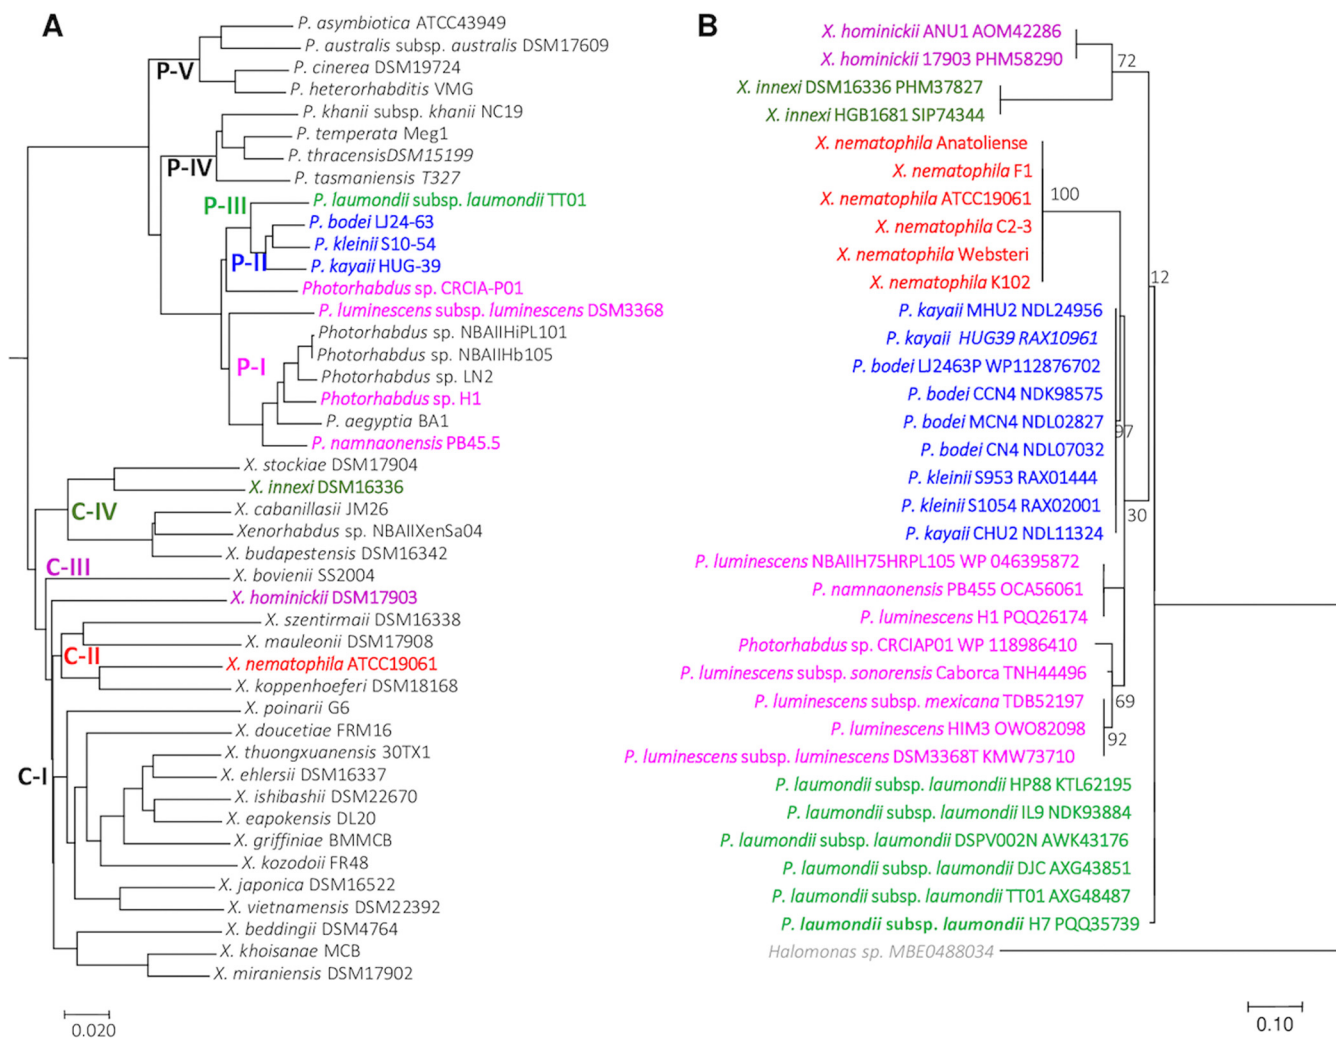 A
P. asymbiotica ATCC43949
P. australis subsp. australis DSM17609
P-V
P. cinerea DSM19724
P. heterorhabditis VMG
P. khanii subsp. khanii NC19
P. temperata Meg1
P-IV
P. thracensisDSM15199
P. tasmaniensis T327
P-III
P. laumondii subsp. laumondii TT01
P. bodei LJ24-63
P. kleinii S10-54
P-II
P. kayaii HUG-39
Photorhabdus sp. CRCIA-P01
P. luminescens subsp. luminescens DSM3368
Photorhabdus sp. NBAIIHiPL101
Photorhabdus sp. NBAIIHb105
P-I
Photorhabdus sp. LN2
Photorhabdus sp. H1
P. aegyptia BA1
P. namnaonensis PB45.5
X. stockiae DSM17904
X. innexi DSM16336
C-IV
X. cabanillasii JM26
Xenorhabdus sp. NBAIIXenSa04
X. budapestensis DSM16342
C-III
X. bovienii SS2004
X. hominickii DSM17903
X. szentirmaii DSM16338
X. mauleonii DSM17908
C-II
X. nematophila ATCC19061
X. koppenhoeferi DSM18168
X. poinarii G6
X. doucetiae FRM16
X. thuongxuanensis 30TX1
C-I
X. ehlersii DSM16337
X. ishibashii DSM22670
X. eapokensis DL20
X. griffiniae BMMCB
X. kozodoii FR48
X. japonica DSM16522
X. vietnamensis DSM22392
X. beddingii DSM4764
X. khoisanae MCB
X. miraniensis DSM17902
0.020
B
X. hominickii ANU1 AOM42286
X. hominickii 17903 PHM58290
72
X. innexi DSM16336 PHM37827
X. innexi HGB1681 SIP74344
X. nematophila Anatoliense
X. nematophila F1
X. nematophila ATCC19061
100
X. nematophila C2-3
X. nematophila Websteri
X. nematophila K102
12
P. kayaii MHU2 NDL24956
P. kayaii HUG39 RAX10961
P. bodei LJ2463P WP112876702
P. bodei CCN4 NDK98575
P. bodei MCN4 NDL02827
97
P. bodei CN4 NDL07032
P. kleinii S953 RAX01444
P. kleinii S1054 RAX02001
30
P. kayaii CHU2 NDL11324
P. luminescens NBAIIH75HRPL105 WP 046395872
P. namnaonensis PB455 OCA56061
P. luminescens H1 PQQ26174
Photorhabdus sp. CRCIAP01 WP 118986410
P. luminescens subsp. sonorensis Caborca TNH44496
P. luminescens subsp. mexicana TDB52197
69
P. luminescens HIM3 OWO82098
92
P. luminescens subsp. luminescens DSM3368T KMW73710
P. laumondii subsp. laumondii HP88 KTL62195
P. laumondii subsp. laumondii IL9 NDK93884
P. laumondii subsp. laumondii DSPV002N AWK43176
P. laumondii subsp. laumondii DJC AXG43851
P. laumondii subsp. laumondii TT01 AXG48487
P. laumondii subsp. laumondii H7 PQQ35739
Halomonas sp. MBE0488034
0.10